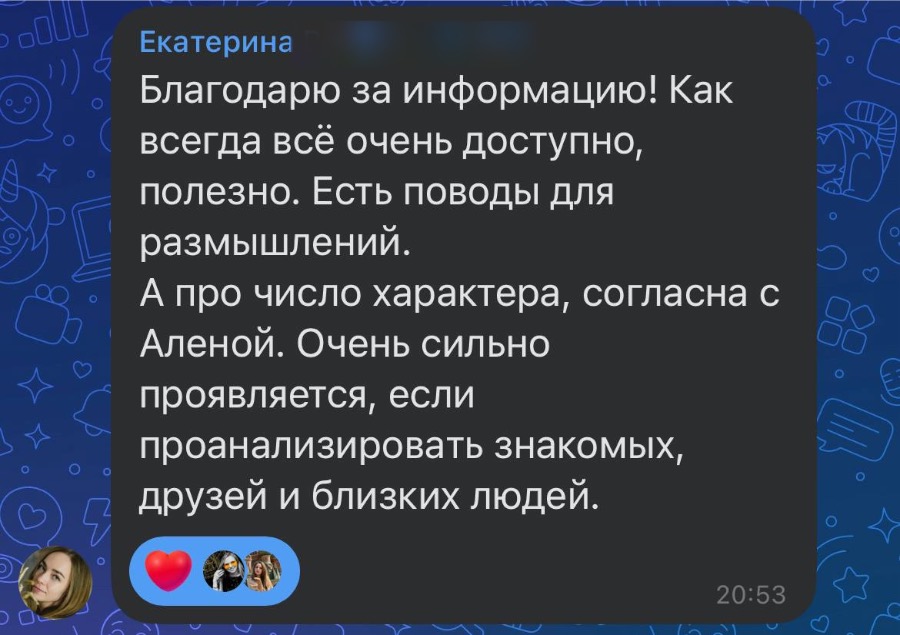 Екатерина
Благодарю за информацию! Как
всегда всё очень доступно,
полезно. Есть поводы для
размышлений.
А про число характера, согласна с
Аленой. Очень сильно
проявляется, если
проанализировать знакомых,
друзей и близких людей.
20:53